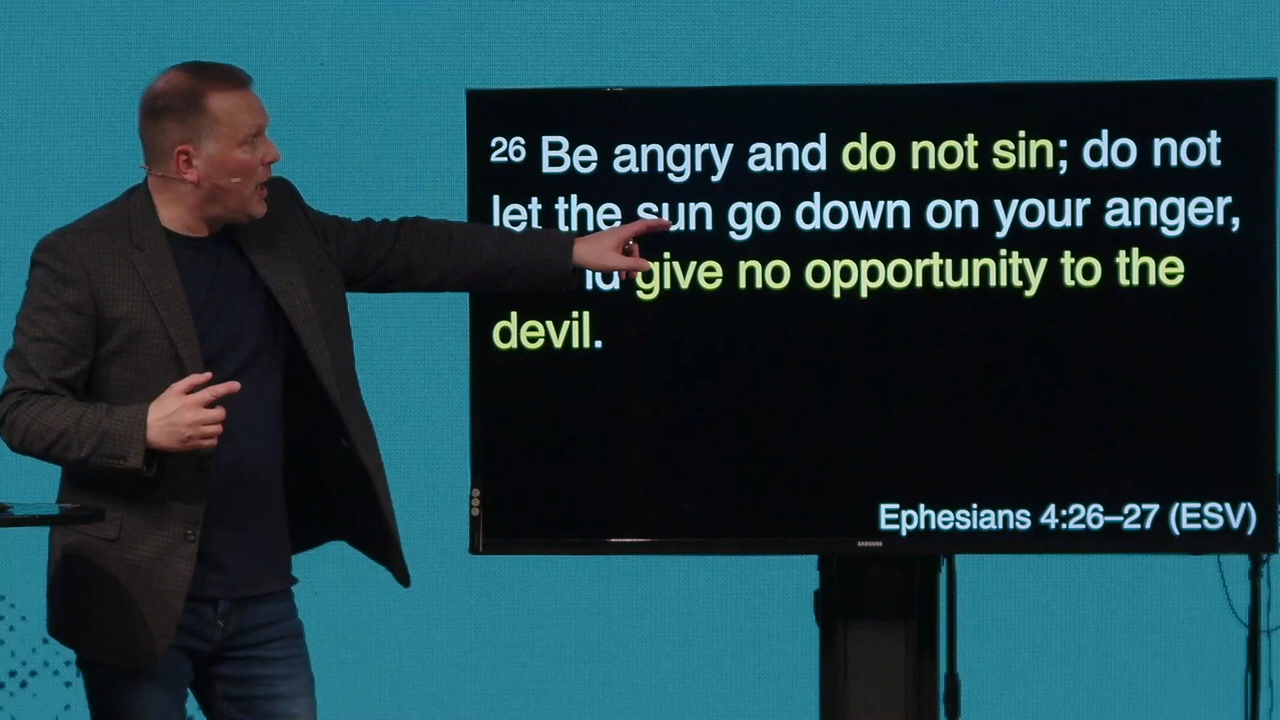 26 Be angry and do not sin; do not
let the sun go down on your anger,
give no opportunity to the
devil.
Ephesians 4:26–27 (ESV)
SAMSUNG